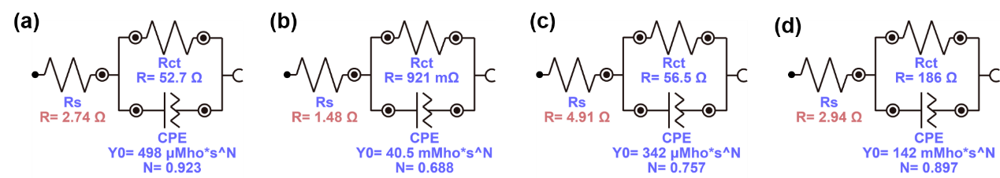 (a)
Rct
R= 52.7 Ω
Rs
R= 2.74 Ω
CPE
Y0= 498 μMho*s^N
N= 0.923
(b)
Rct
R= 921 mΩ
Rs
R= 1.48 Ω
CPE
Y0= 40.5 mMho*s^N
N= 0.688
(c)
Rct
R= 56.5 Ω
Rs
R= 4.91 Ω
CPE
Y0= 342 μMho*s^N
N= 0.757
(d)
Rct
R= 186 Ω
Rs
R= 2.94 Ω
CPE
Y0= 142 mMho*s^N
N= 0.897